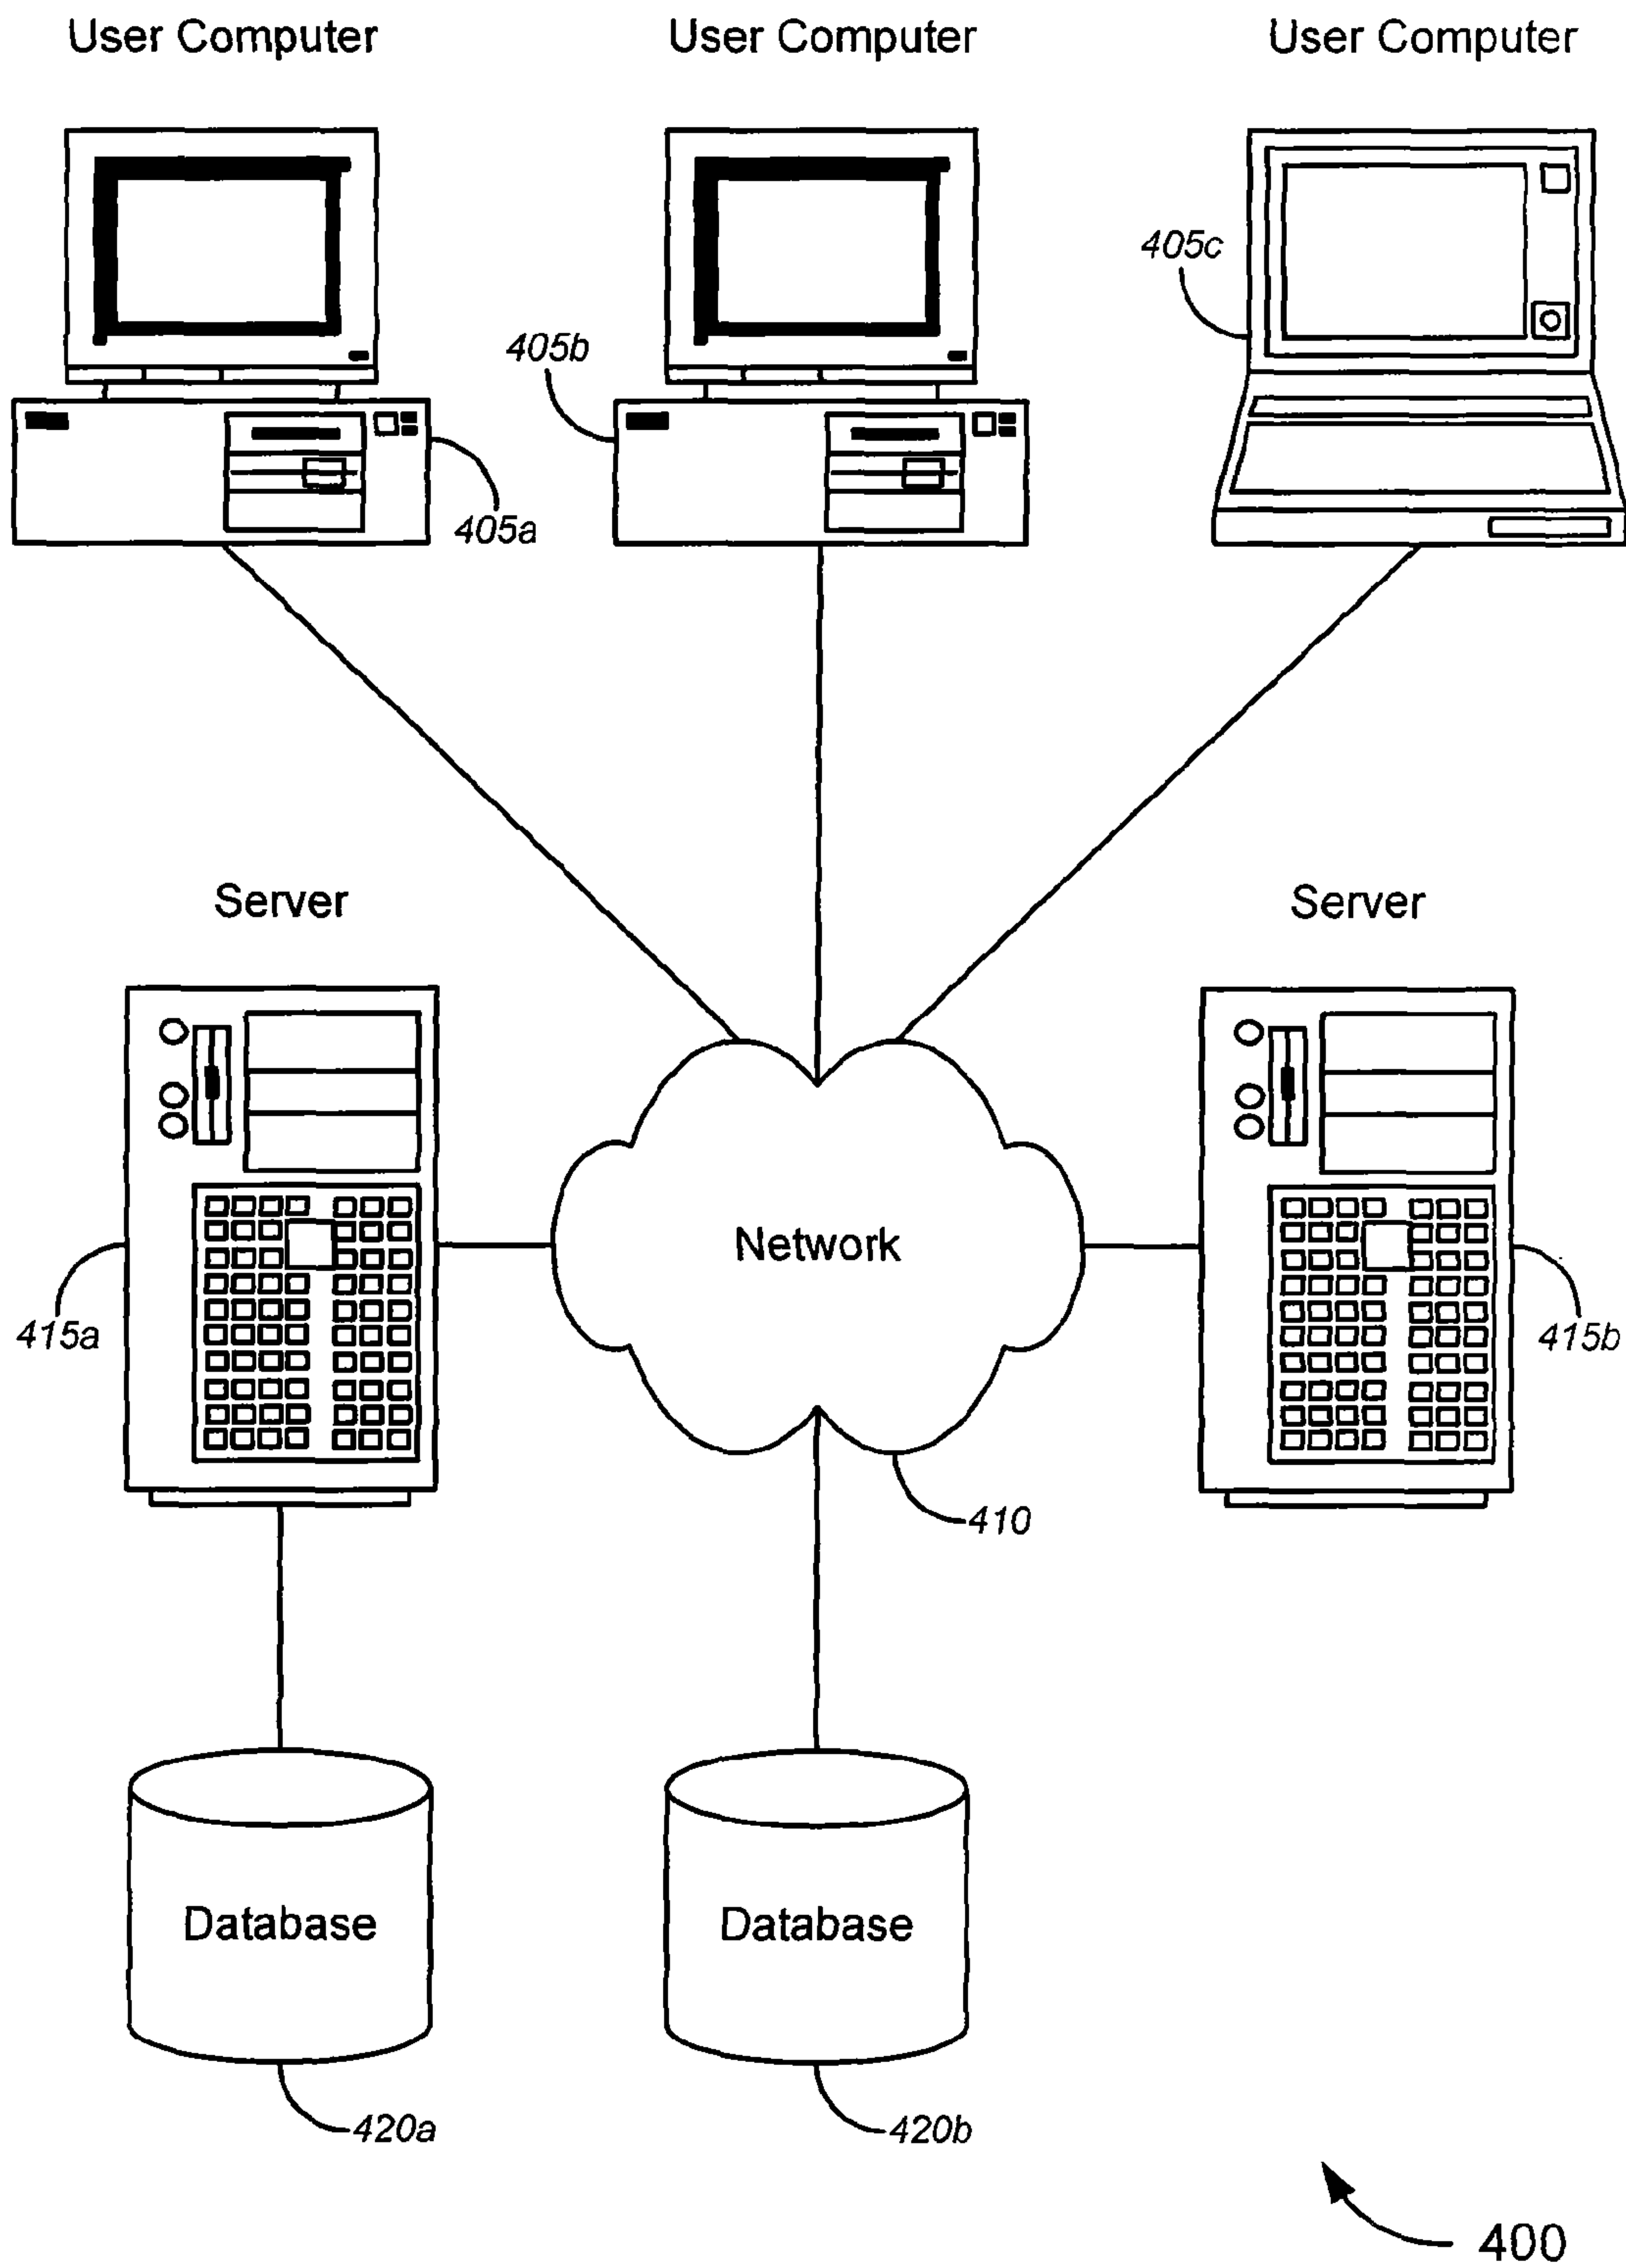 User Computer
User Computer
User Computer
405c
405b
405a
Server
Server
Network
415a
415b
410
Database
Database
420a
420b
400